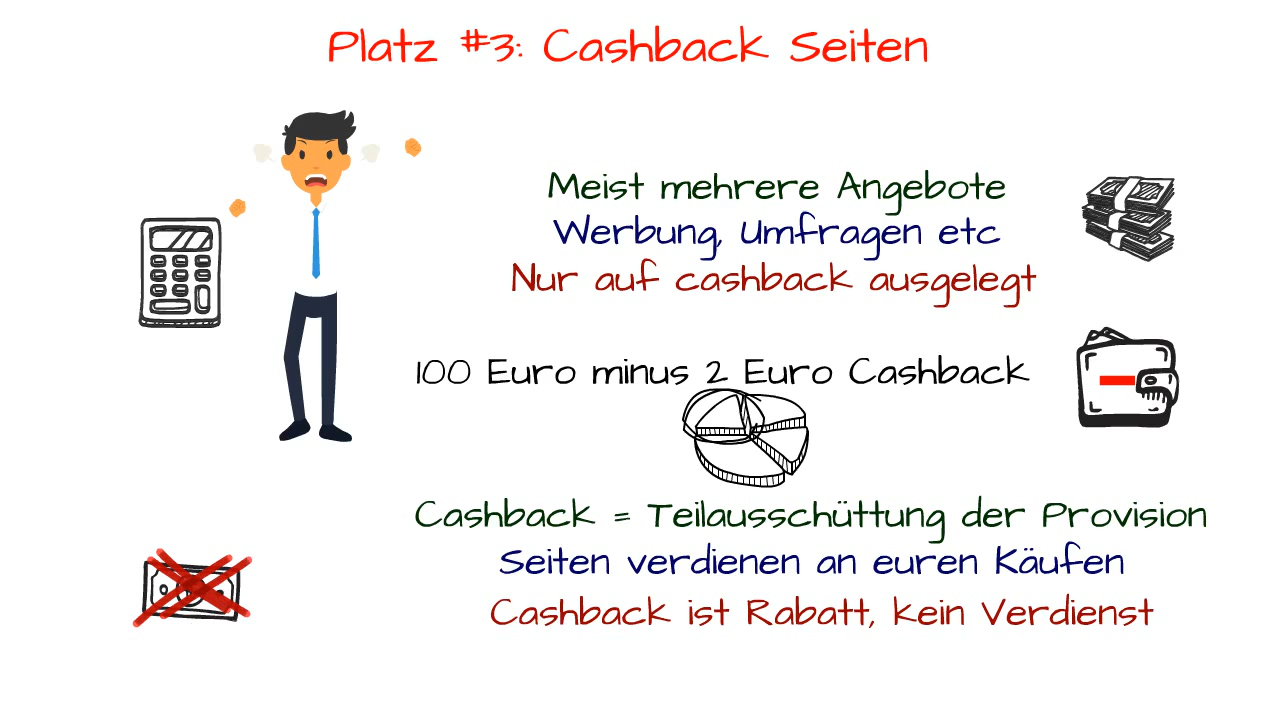 Platz #3: Cashback Seiten
Meist mehrere Angebote
Werbung, Umfragen etc
Nur auf cashback ausgelegt
100 Euro minus 2 Euro Cashback
Cashback = Teilausschüttung der Provision
Seiten verdienen an euren Käufen
Cashback ist Rabatt, kein Verdienst